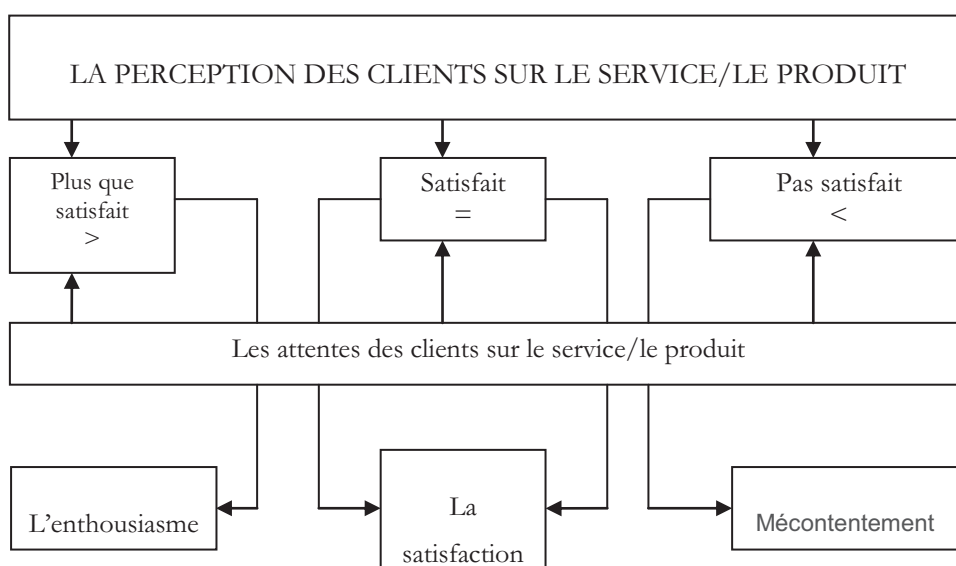 LA PERCEPTION DES CLIENTS SUR LE SERVICE/LE PRODUIT
Plus que
satisfait
>
Satisfait
=
Pas satisfait
<
Les attentes des clients sur le service/le produit
L’enthousiasme
La
satisfaction
Mécontentement